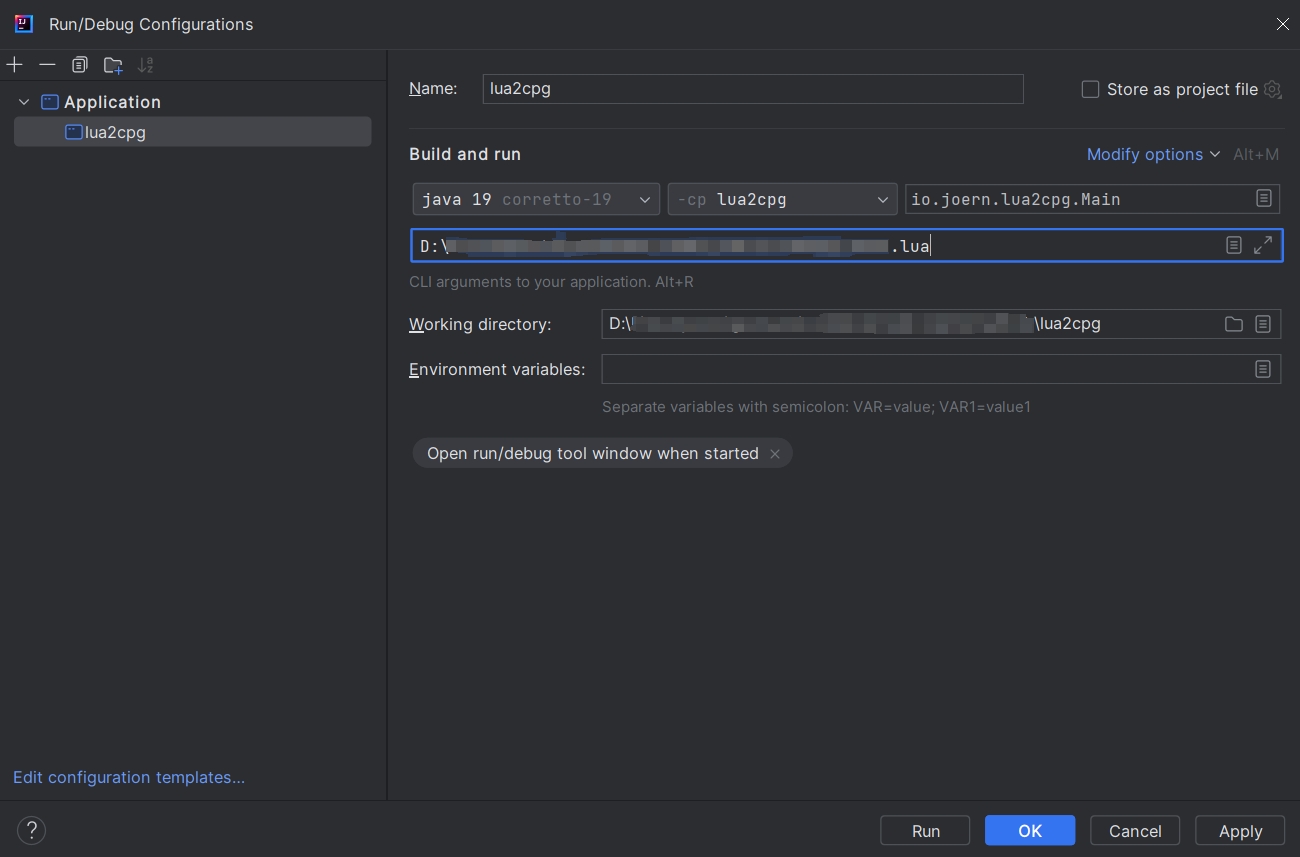 Run/Debug Configurations
Application
lua2cpg
Name: lua2cpg Store as project file
Build and run Modify options Alt+M
java 19 corretto-19 -cp lua2cpg io.joern.lua2cpg.Main
D:\ .lua
CLI arguments to your application. Alt+R
Working directory: D:\ \lua2cpg
Environment variables:
Separate variables with semicolon: VAR=value; VAR1=value1
Open run/debug tool window when started
Edit configuration templates...
? Run OK Cancel Apply